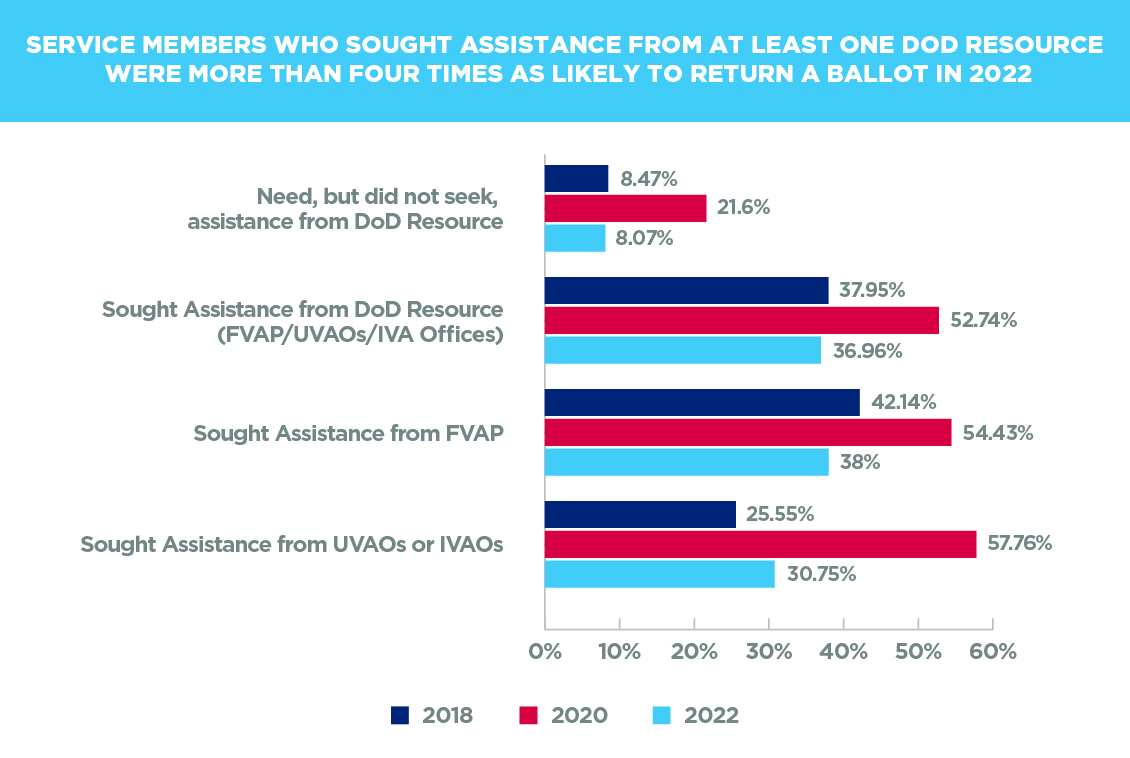 SERVICE MEMBERS WHO SOUGHT ASSISTANCE FROM AT LEAST ONE DOD RESOURCE
WERE MORE THAN FOUR TIMES AS LIKELY TO RETURN A BALLOT IN 2022
Need, but did not seek,
assistance from DoD Resource
8.47%
21.6%
8.07%
Sought Assistance from DoD Resource
(FVAP/UVAOs/IVA Offices)
37.95%
52.74%
36.96%
Sought Assistance from FVAP
42.14%
54.43%
38%
Sought Assistance from UVAOs or IVAOs
25.55%
57.76%
30.75%
0% 10% 20% 30% 40% 50% 60%
2018 2020 2022